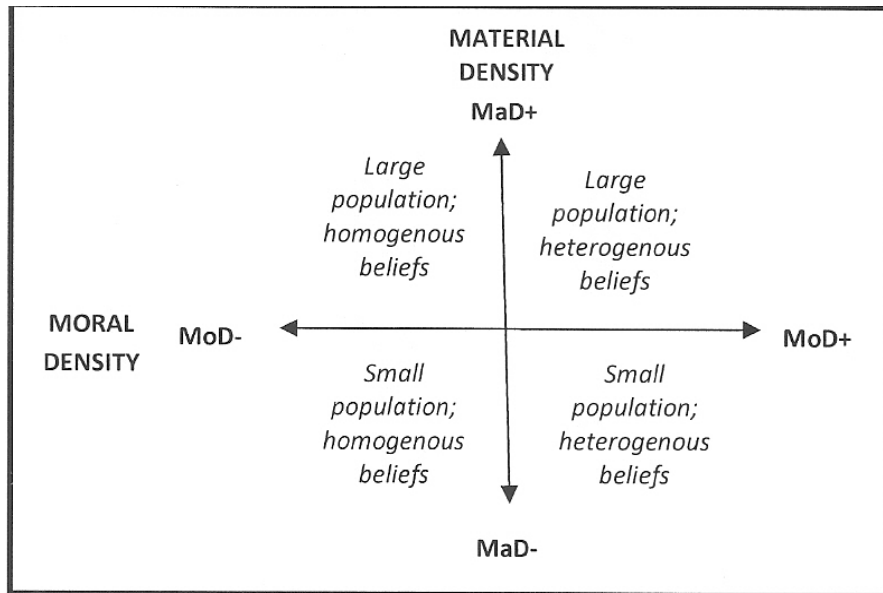 MATERIAL
DENSITY
MaD+
Large
population;
homogenous
beliefs
Large
population;
heterogenous
beliefs
MORAL
DENSITY
MoD-
MoD+
Small
population;
homogenous
beliefs
Small
population;
heterogenous
beliefs
MaD-